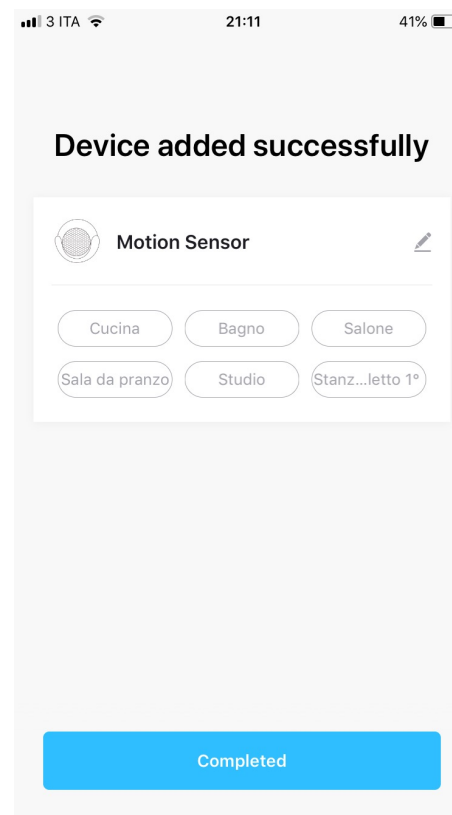 3 ITA 21:11 41%
Device added successfully
Motion Sensor
Cucina Bagno Salone
Sala da pranzo Studio Stanz...letto 1°
Completed